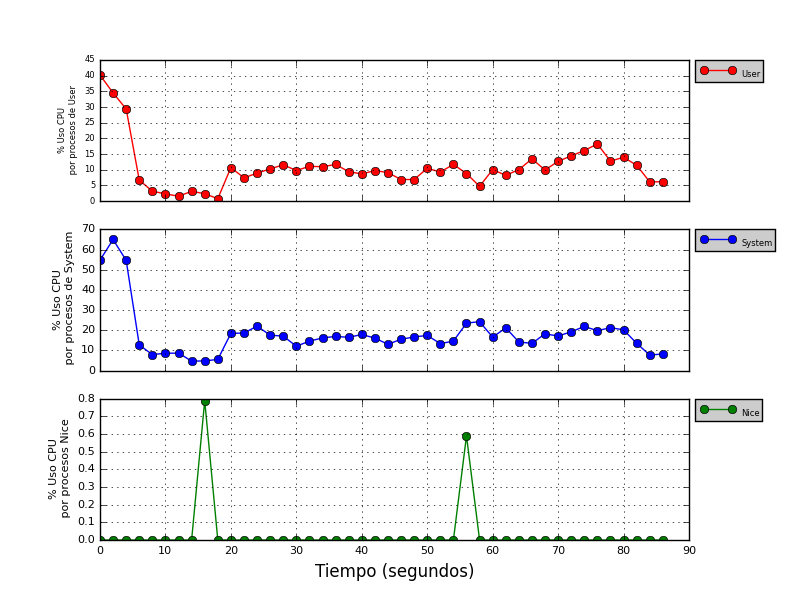 45
40
35
30
25
20
15
10
5
0
% Uso CPU
por procesos de User
User
70
60
50
40
30
20
10
0
% Uso CPU
por procesos de System
System
0.8
0.7
0.6
0.5
0.4
0.3
0.2
0.1
0.0
% Uso CPU
por procesos Nice
Nice
0 10 20 30 40 50 60 70 80 90
Tiempo (segundos)